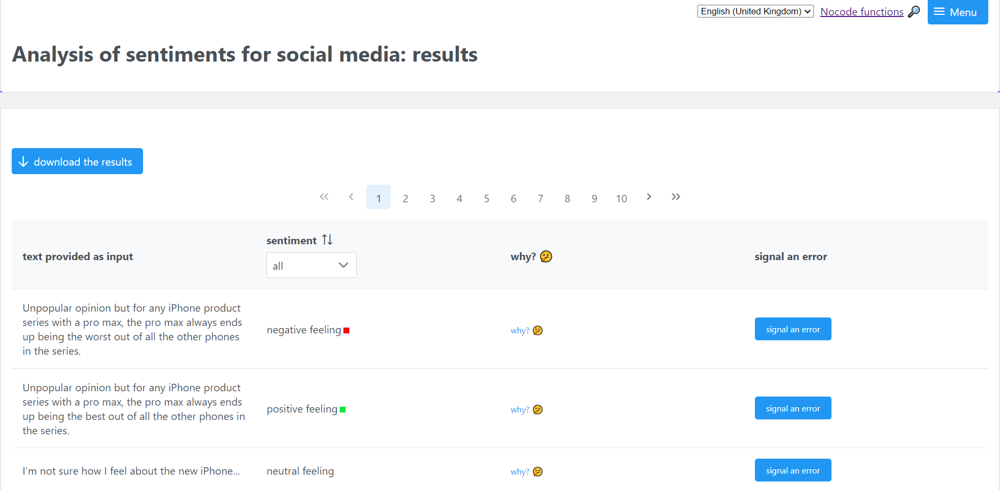 English (United Kingdom) Nocode functions Menu
Analysis of sentiments for social media: results
download the results
1 2 3 4 5 6 7 8 9 10
text provided as input
sentiment
all
why?
signal an error
Unpopular opinion but for any iPhone product
series with a pro max, the pro max always ends
up being the worst out of all the other phones
in the series.
negative feeling
why?
signal an error
Unpopular opinion but for any iPhone product
series with a pro max, the pro max always ends
up being the best out of all the other phones in
the series.
positive feeling
why?
signal an error
I'm not sure how I feel about the new iPhone...
neutral feeling
why?
signal an error